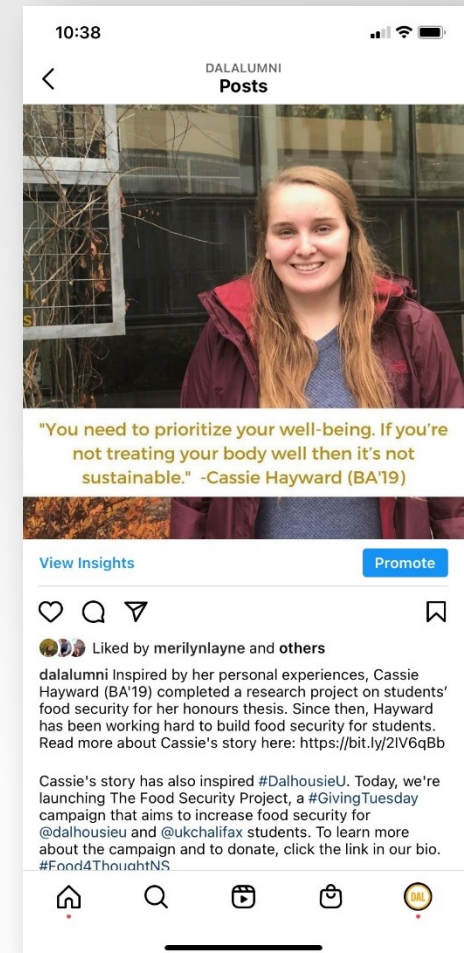 10:38
DALALUMNI
Posts
"You need to prioritize your well-being. If you're
not treating your body well then it's not
sustainable." -Cassie Hayward (BA'19)
View Insights
Promote
Liked by merilynlayne and others
dalalumni Inspired by her personal experiences, Cassie
Hayward (BA'19) completed a research project on students'
food security for her honours thesis. Since then, Hayward
has been working hard to build food security for students.
Read more about Cassie's story here: https://bit.ly/2IV6qBb
Cassie's story has also inspired #DalhousieU. Today, we're
launching The Food Security Project, a #GivingTuesday
campaign that aims to increase food security for
@dalhousieu and @ukchalifax students. To learn more
about the campaign and to donate, click the link in our bio.
#Food4ThoughtNS
DAL